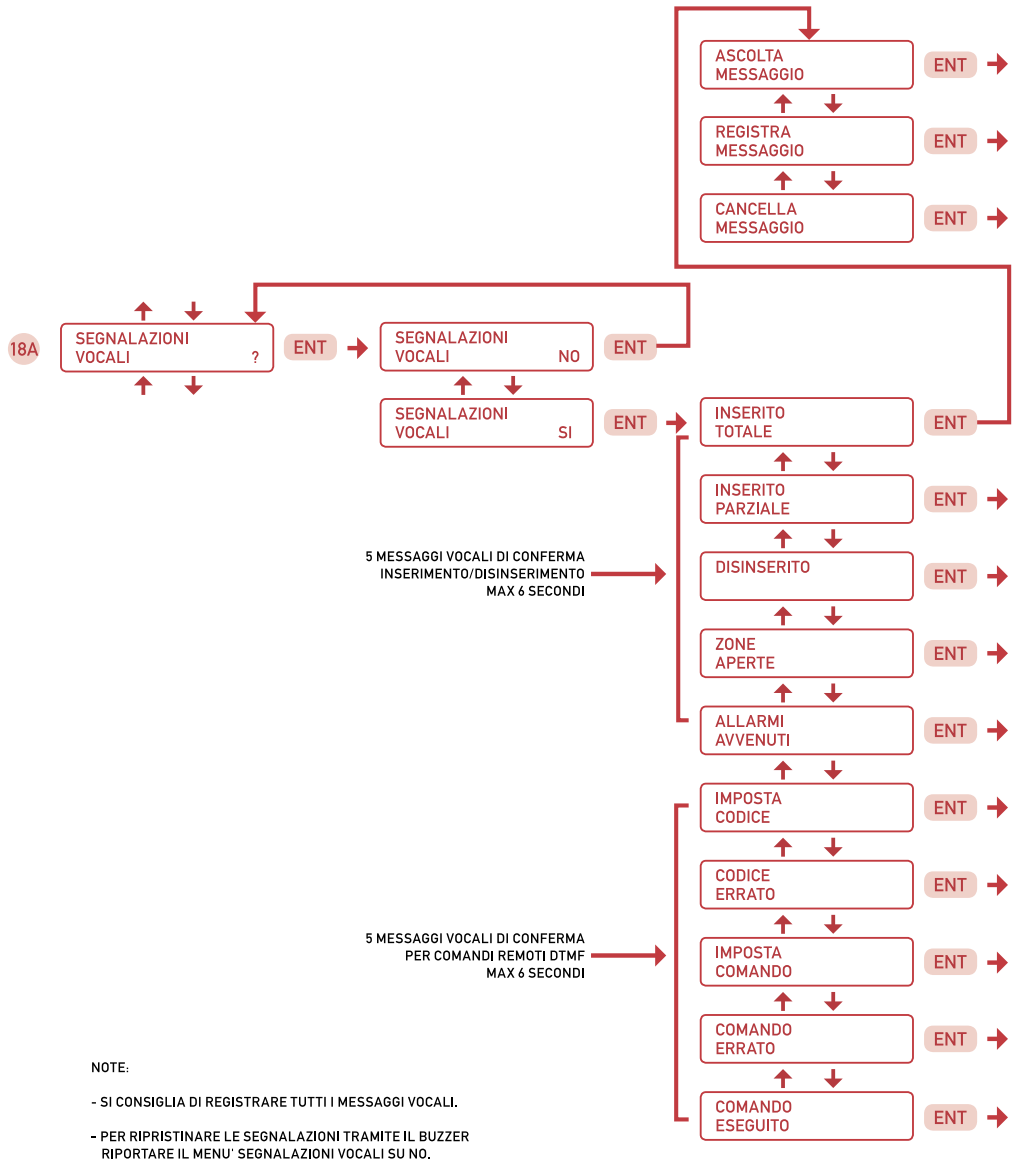 ASCOLTA
MESSAGGIO
ENT
REGISTRA
MESSAGGIO
ENT
CANCELLA
MESSAGGIO
ENT
18A
SEGNALAZIONI
VOCALI ?
ENT
SEGNALAZIONI
VOCALI NO
ENT
SEGNALAZIONI
VOCALI SI
ENT
INSERITO
TOTALE
ENT
INSERITO
PARZIALE
ENT
5 MESSAGGI VOCALI DI CONFERMA
INSERIMENTO/DISINSERIMENTO
MAX 6 SECONDI
DISINSERITO
ENT
ZONE
APERTE
ENT
ALLARMI
AVVENUTI
ENT
IMPOSTA
CODICE
ENT
CODICE
ERRATO
ENT
5 MESSAGGI VOCALI DI CONFERMA
PER COMANDI REMOTI DTMF
MAX 6 SECONDI
IMPOSTA
COMANDO
ENT
COMANDO
ERRATO
ENT
COMANDO
ESEGUITO
ENT
NOTE:
- SI CONSIGLIA DI REGISTRARE TUTTI I MESSAGGI VOCALI.
- PER RIPRISTINARE LE SEGNALAZIONI TRAMITE IL BUZZER
RIPORTARE IL MENU' SEGNALAZIONI VOCALI SU NO.